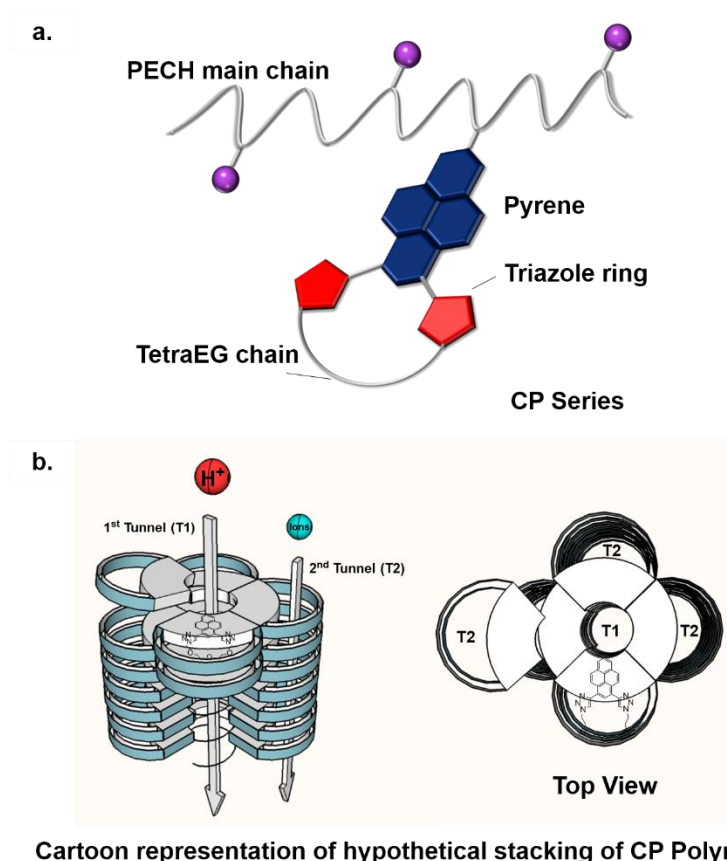 a.
PECH main chain
Pyrene
Triazole ring
TetraEG chain
CP Series
b.
H+
Ions
1st Tunnel (T1)
2nd Tunnel (T2)
T2
T2
T1
T2
Top View
Cartoon representation of hypothetical stacking of CP Poly